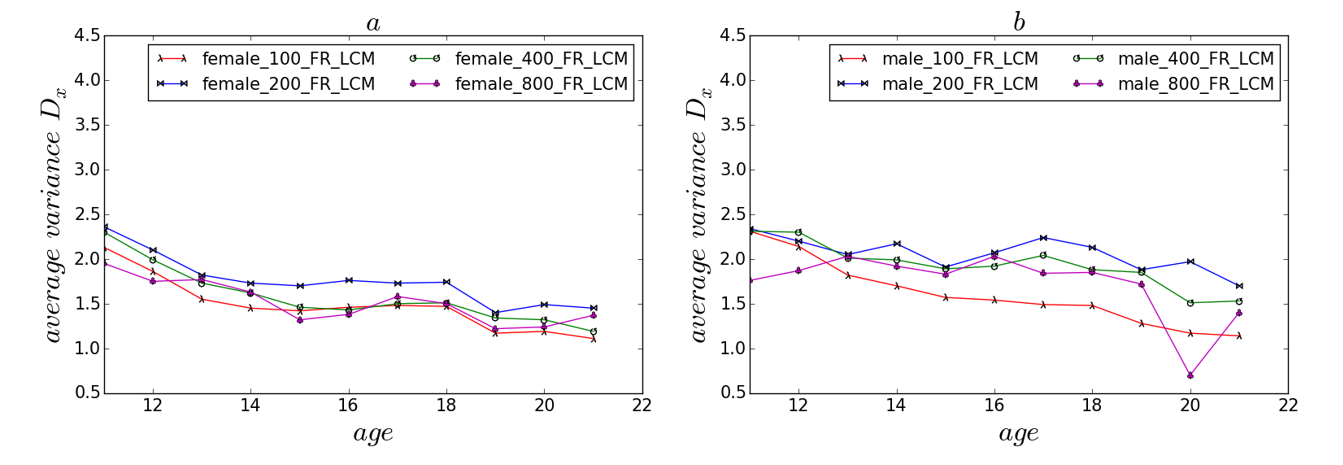 a
4.5
4.0
3.5
3.0
2.5
2.0
1.5
1.0
0.5
average variance Dx
female_100_FR_LCM
female_200_FR_LCM
female_400_FR_LCM
female_800_FR_LCM
12 14 16 18 20 22
age
b
4.5
4.0
3.5
3.0
2.5
2.0
1.5
1.0
0.5
average variance Dx
male_100_FR_LCM
male_200_FR_LCM
male_400_FR_LCM
male_800_FR_LCM
12 14 16 18 20 22
age